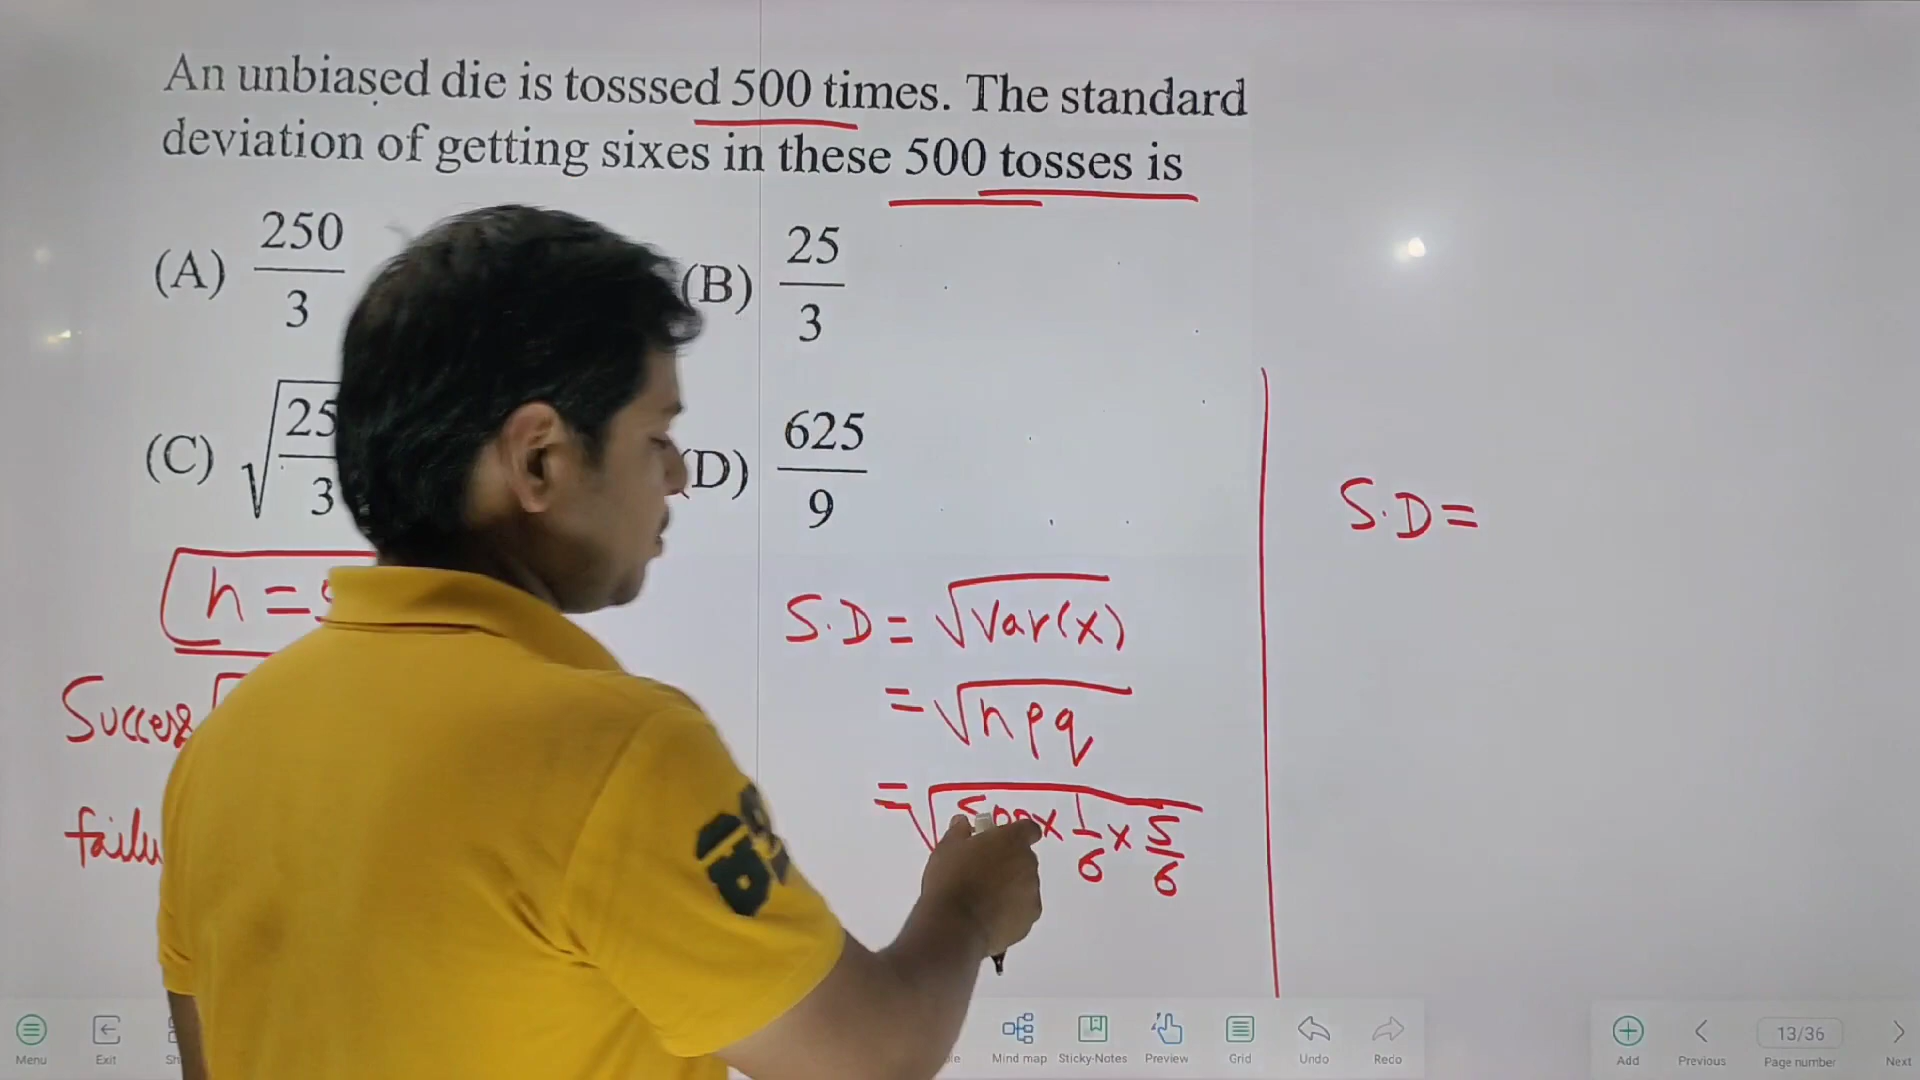 An unbiased die is tosssed 500 times. The standard
deviation of getting sixes in these 500 tosses is
(A) 250/3
(B) 25/3
(C) √25/3
(D) 625/9
n =
S.D = √Var(x)
= √npq
= √500 × 1/6 × 5/6
Success
S.D =
Menu
Exit
Mind map
Sticky-Notes
Preview
Grid
Undo
Redo
Add
Previous
13/36
Page number
Next